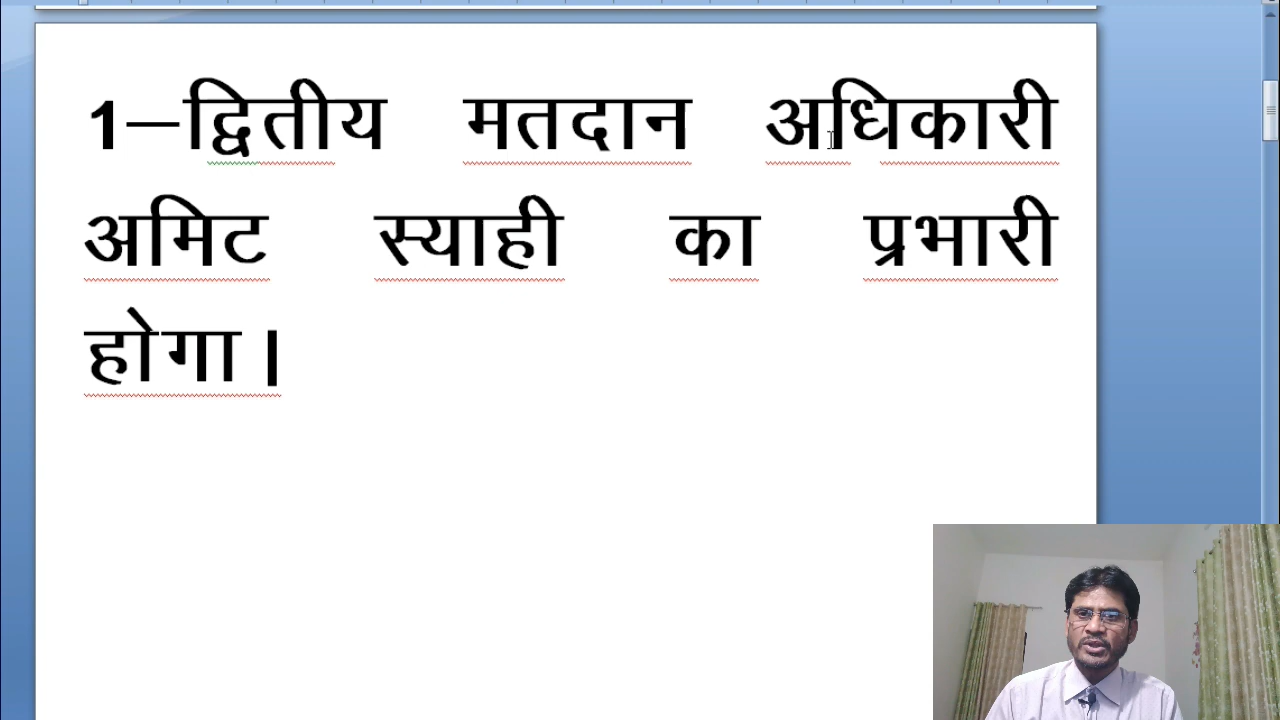 1–द्वितीय मतदान अधिकारी
अमिट स्याही का प्रभारी
होगा।